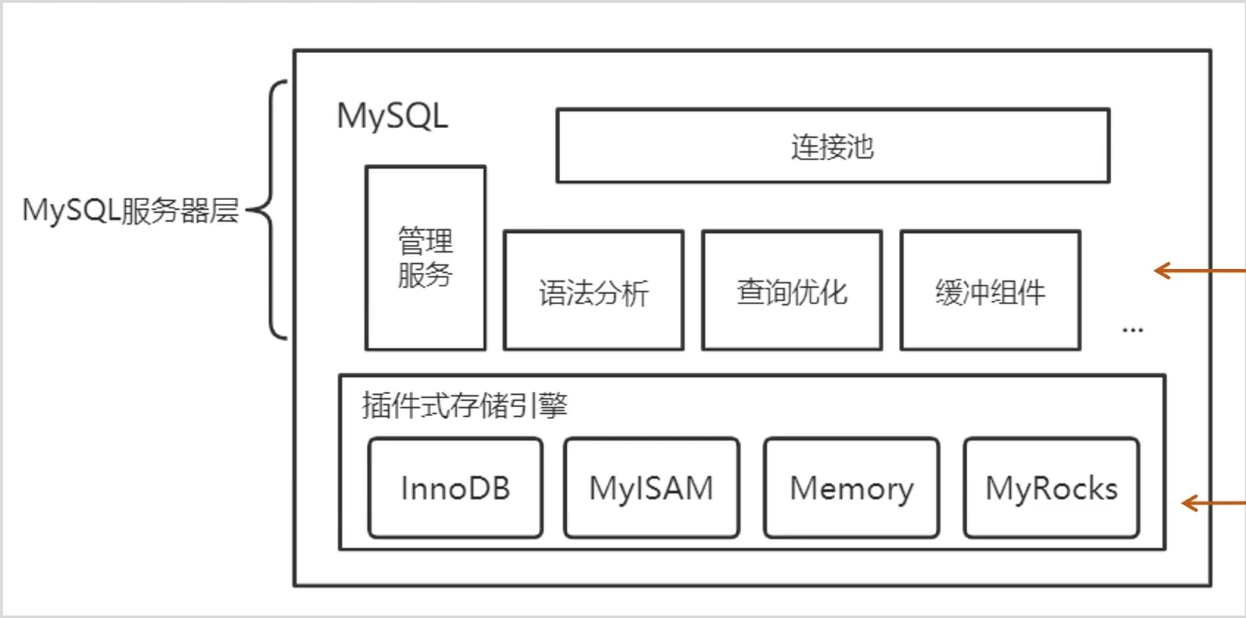 MySQL
连接池
MySQL服务器层
管理
服务
语法分析
查询优化
缓冲组件
...
插件式存储引擎
InnoDB
MyISAM
Memory
MyRocks